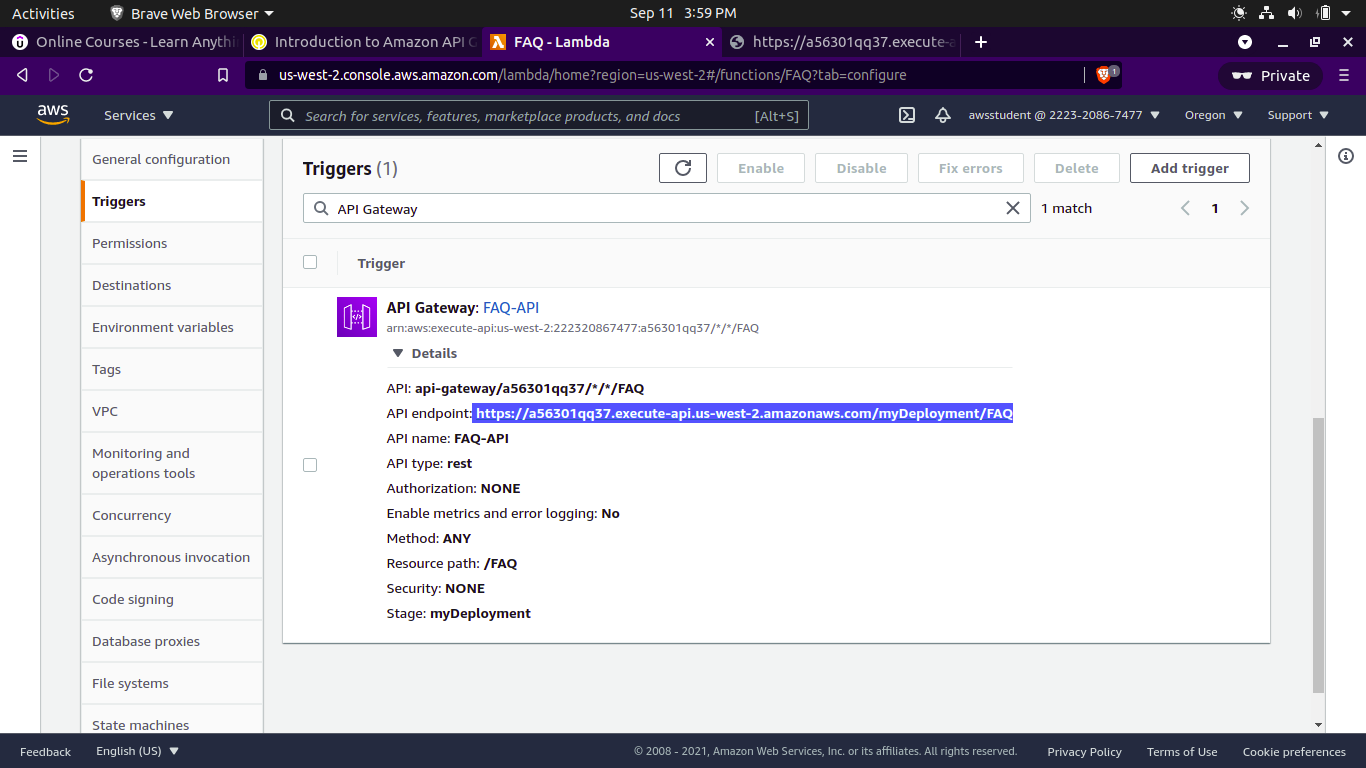 Activities
Brave Web Browser
Sep 11 3:59 PM
Online Courses - Learn Anythi
Introduction to Amazon API G
FAQ - Lambda
https://a56301qq37.execute-a
us-west-2.console.aws.amazon.com/lambda/home?region=us-west-2#/functions/FAQ?tab=configure
1
Private
aws
Services
Search for services, features, marketplace products, and docs
[Alt+S]
awsstudent @ 2223-2086-7477
Oregon
Support
General configuration
Triggers
Permissions
Destinations
Environment variables
Tags
VPC
Monitoring and
operations tools
Concurrency
Asynchronous invocation
Code signing
Database proxies
File systems
State machines
Triggers (1)
Enable
Disable
Fix errors
Delete
Add trigger
API Gateway
1 match
1
Trigger
API Gateway: FAQ-API
arn:aws:execute-api:us-west-2:222320867477:a56301qq37/*/*/FAQ
Details
API: api-gateway/a56301qq37/*/*/FAQ
API endpoint: https://a56301qq37.execute-api.us-west-2.amazonaws.com/myDeployment/FAQ
API name: FAQ-API
API type: rest
Authorization: NONE
Enable metrics and error logging: No
Method: ANY
Resource path: /FAQ
Security: NONE
Stage: myDeployment
Feedback
English (US)
© 2008 - 2021, Amazon Web Services, Inc. or its affiliates. All rights reserved.
Privacy Policy
Terms of Use
Cookie preferences